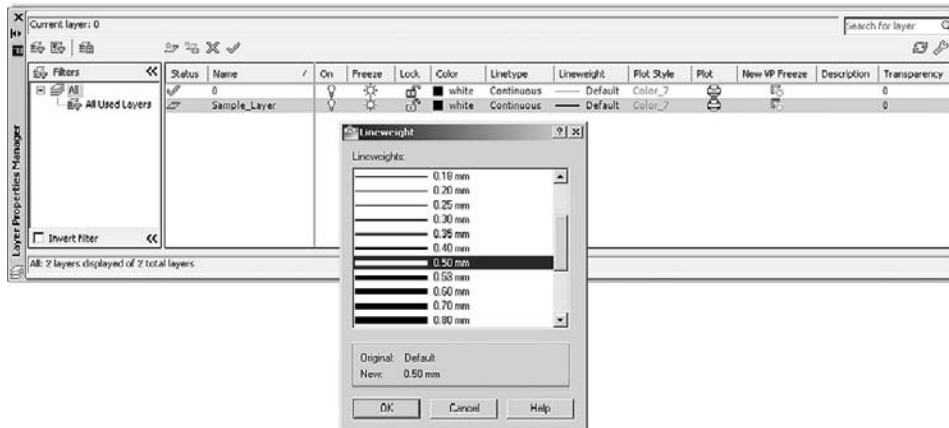 Current layer: 0
Search for layer
Filters
Status Name / On Freeze Lock Color Linetype Lineweight Plot Style Plot New VP Freeze Description Transparency
All
All Used Layers
0 white Continuous Default Color_7 0
Sample_Layer white Continuous Default Color_7 0
Invert filter
All: 2 layers displayed of 2 total layers
Layer Properties Manager
Lineweight
Lineweights:
0.18 mm
0.20 mm
0.25 mm
0.30 mm
0.35 mm
0.40 mm
0.50 mm
0.53 mm
0.60 mm
0.70 mm
0.80 mm
Original: Default
New: 0.50 mm
OK Cancel Help